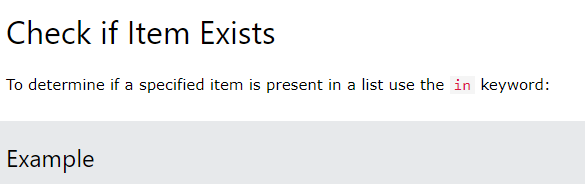 Check if Item Exists
To determine if a specified item is present in a list use the in keyword:
Example